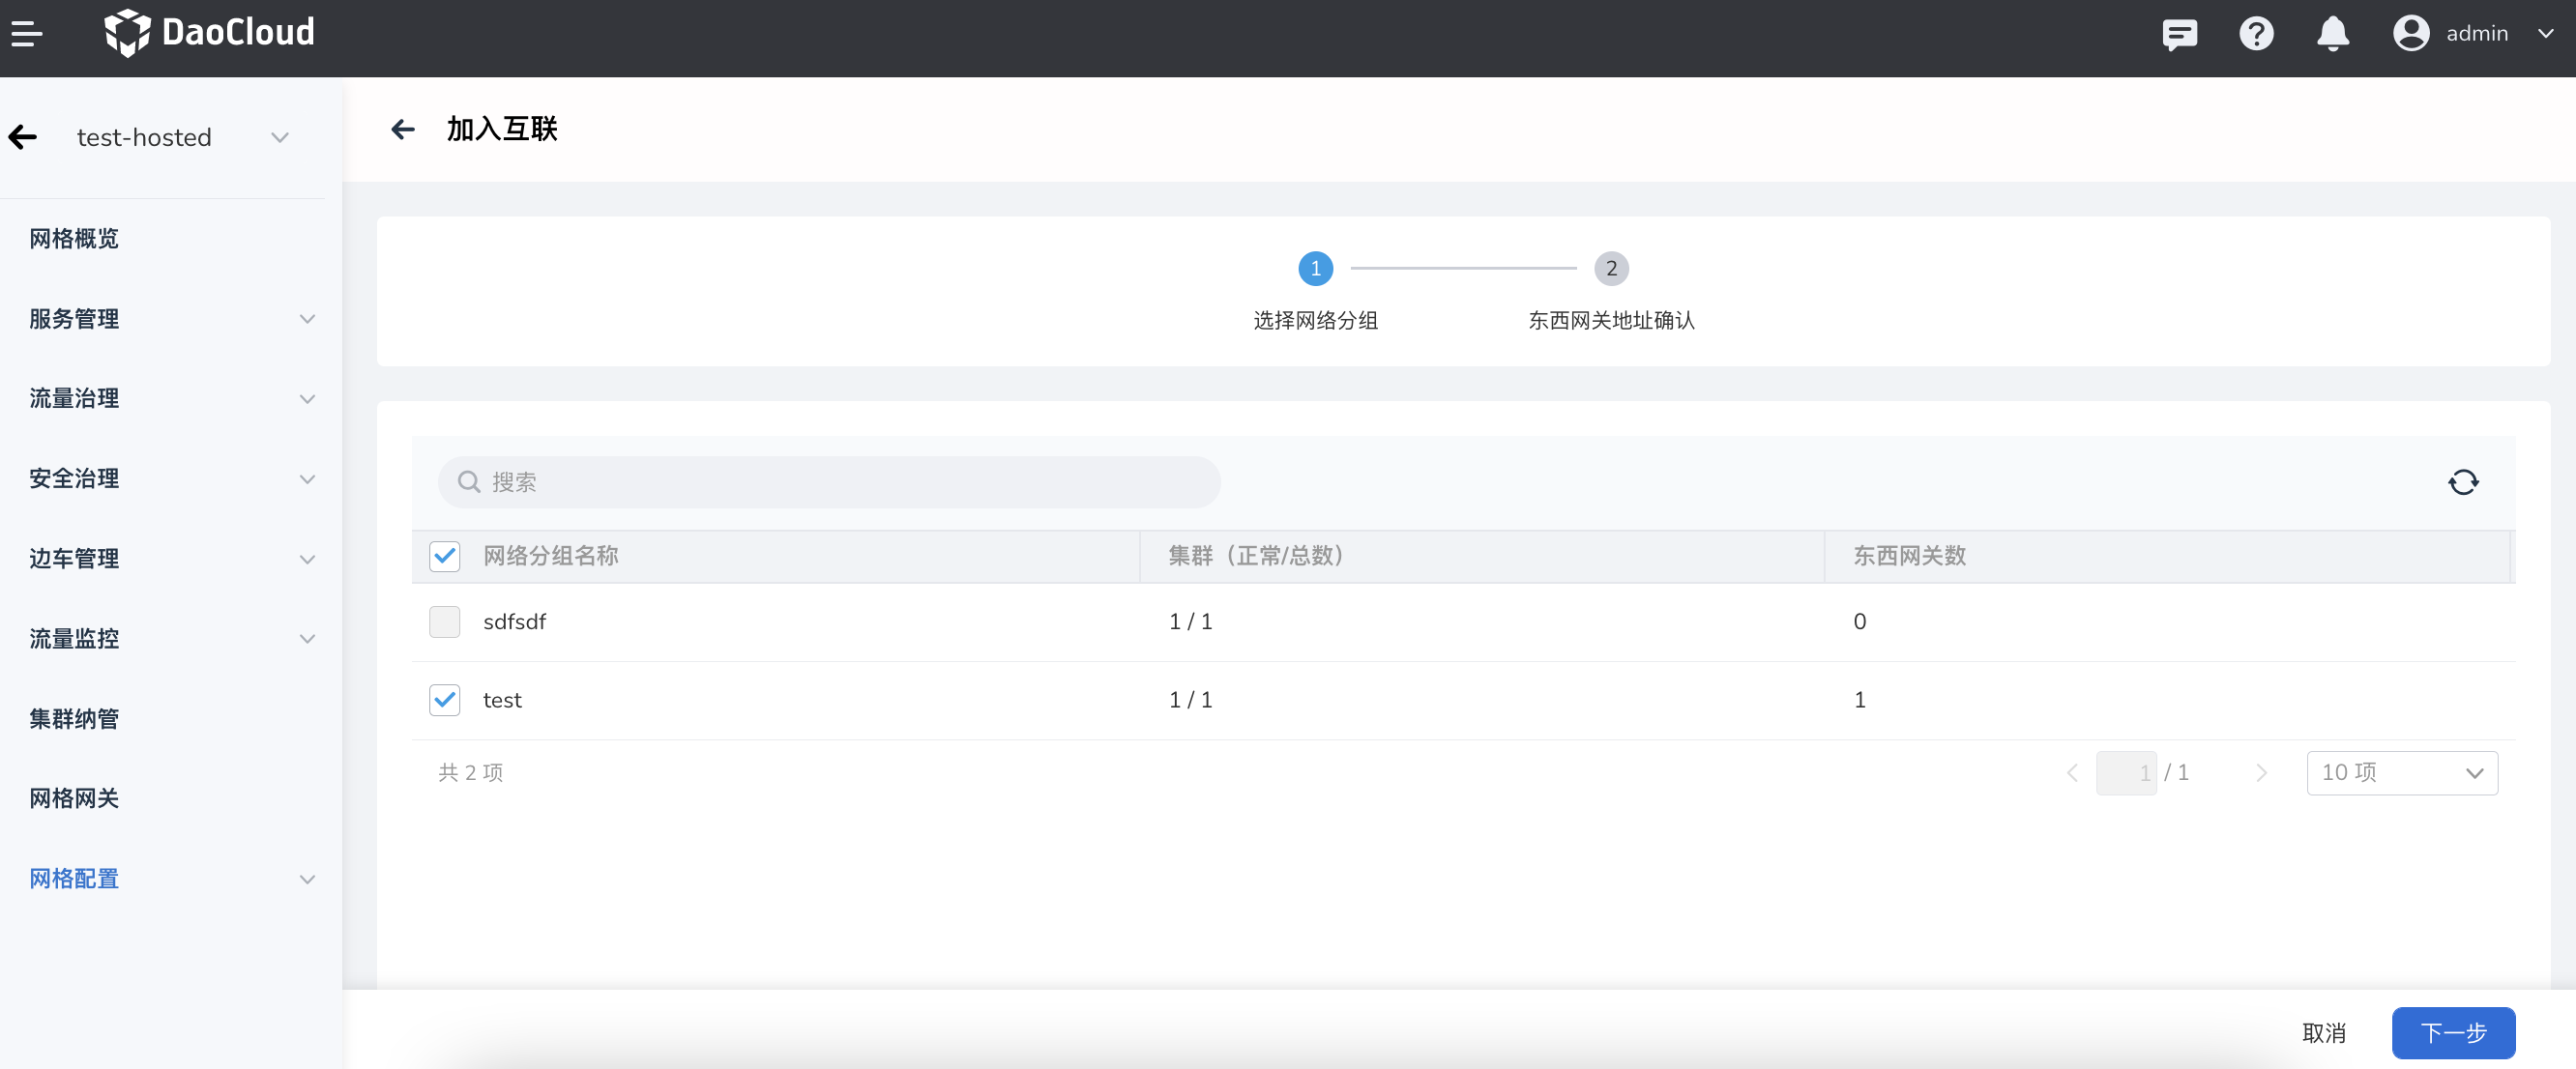 DaoCloud
admin
test-hosted
网格概览
服务管理
流量治理
安全治理
边车管理
流量监控
集群纳管
网格网关
网格配置
加入互联
1
2
选择网络分组
东西网关地址确认
搜索
网络分组名称 集群（正常/总数） 东西网关数
sdfsdf 1 / 1 0
test 1 / 1 1
共 2 项 1 / 1 10 项
取消 下一步